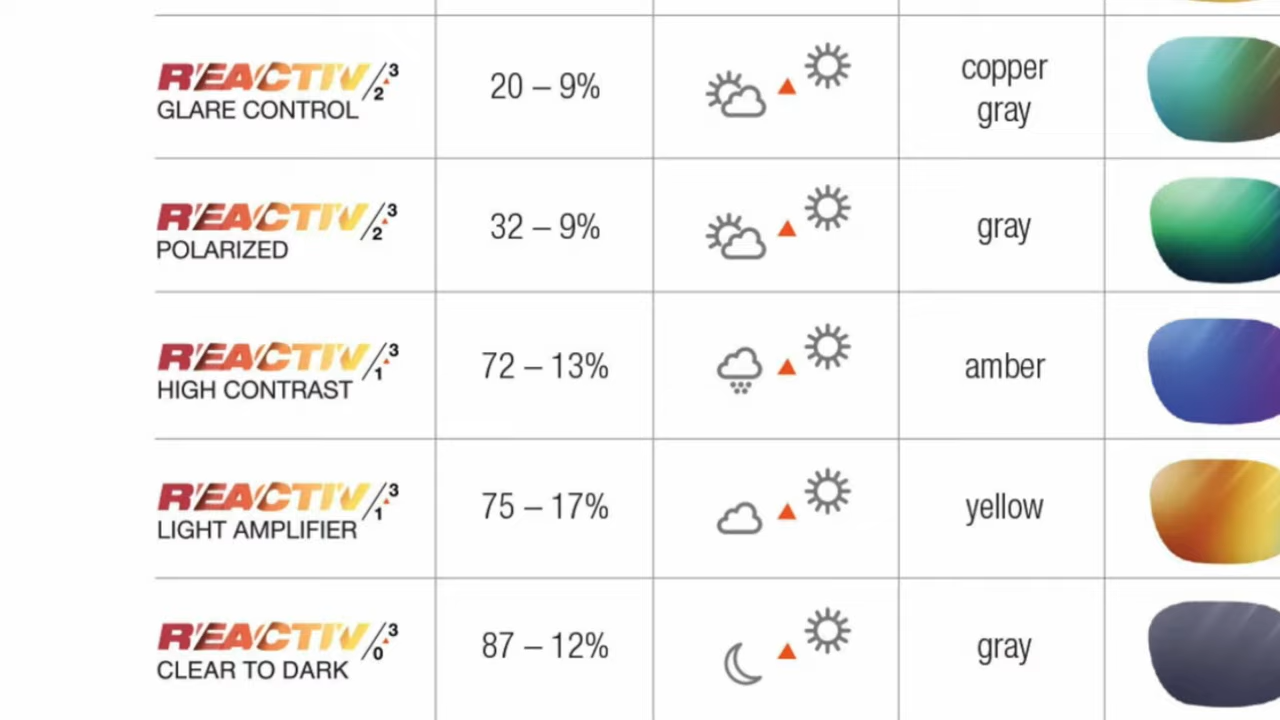 REACTIV 2▲3
GLARE CONTROL
20 – 9%
copper
gray
REACTIV 2▲3
POLARIZED
32 – 9%
gray
REACTIV 1▲3
HIGH CONTRAST
72 – 13%
amber
REACTIV 1▲3
LIGHT AMPLIFIER
75 – 17%
yellow
REACTIV 0▲3
CLEAR TO DARK
87 – 12%
gray